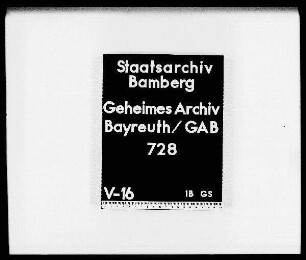 Staatsarchiv
Bamberg
Geheimes Archiv
Bayreuth/GAB
728
V-16 IB GS